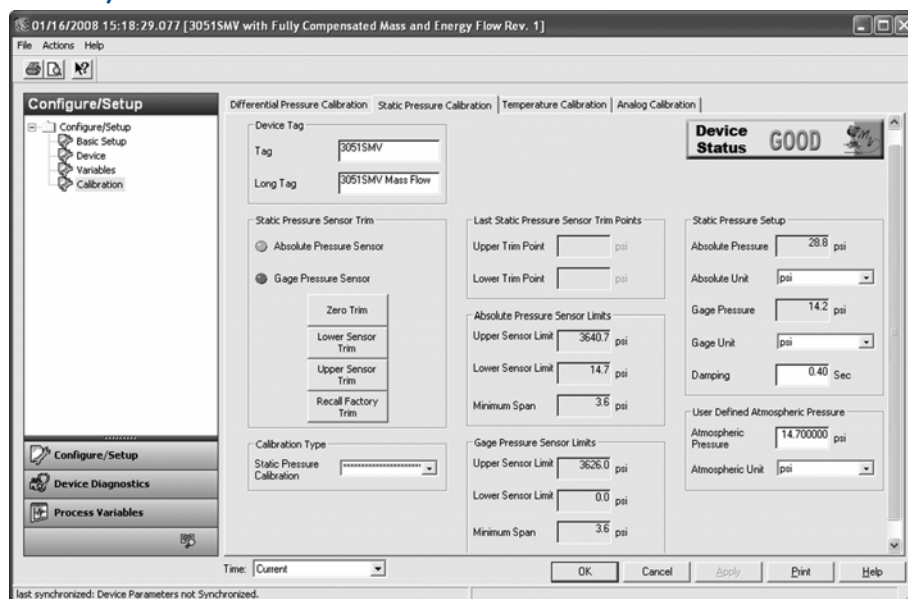 01/16/2008 15:18:29.077 [3051SMV with Fully Compensated Mass and Energy Flow Rev. 1]
File Actions Help
Configure/Setup
Configure/Setup
Basic Setup
Device
Variables
Calibration
Configure/Setup
Device Diagnostics
Process Variables
Differential Pressure Calibration Static Pressure Calibration Temperature Calibration Analog Calibration
Device Tag
Tag 3051SMV
Long Tag 3051SMV Mass Flow
Device Status GOOD
Static Pressure Sensor Trim
Absolute Pressure Sensor
Gage Pressure Sensor
Zero Trim
Lower Sensor
Trim
Upper Sensor
Trim
Recall Factory
Trim
Calibration Type
Static Pressure
Calibration
Last Static Pressure Sensor Trim Points
Upper Trim Point psi
Lower Trim Point psi
Absolute Pressure Sensor Limits
Upper Sensor Limit 3640.7 psi
Lower Sensor Limit 14.7 psi
Minimum Span 3.6 psi
Gage Pressure Sensor Limits
Upper Sensor Limit 3626.0 psi
Lower Sensor Limit 0.0 psi
Minimum Span 3.6 psi
Static Pressure Setup
Absolute Pressure 28.8 psi
Absolute Unit psi
Gage Pressure 14.2 psi
Gage Unit psi
Damping 0.40 Sec
User Defined Atmospheric Pressure
Atmospheric
Pressure 14.700000 psi
Atmospheric Unit psi
Time: Current
OK Cancel Apply Print Help
last synchronized: Device Parameters not Synchronized.